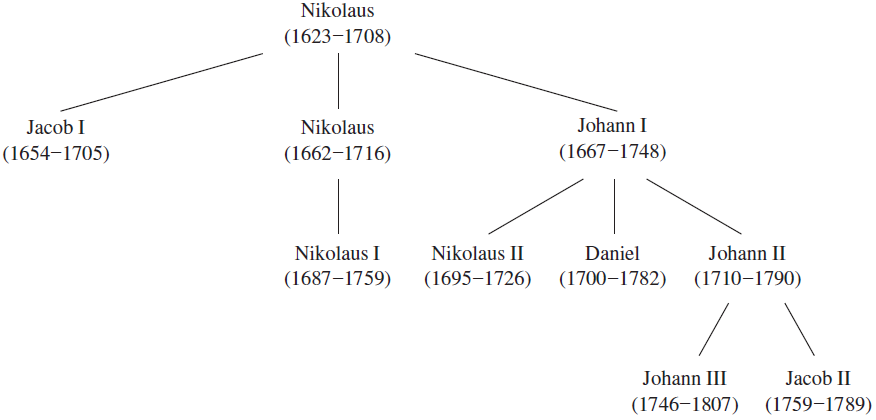 Nikolaus
(1623−1708)
Jacob I
(1654−1705)
Nikolaus
(1662−1716)
Johann I
(1667−1748)
Nikolaus I
(1687−1759)
Nikolaus II
(1695−1726)
Daniel
(1700−1782)
Johann II
(1710−1790)
Johann III
(1746−1807)
Jacob II
(1759−1789)